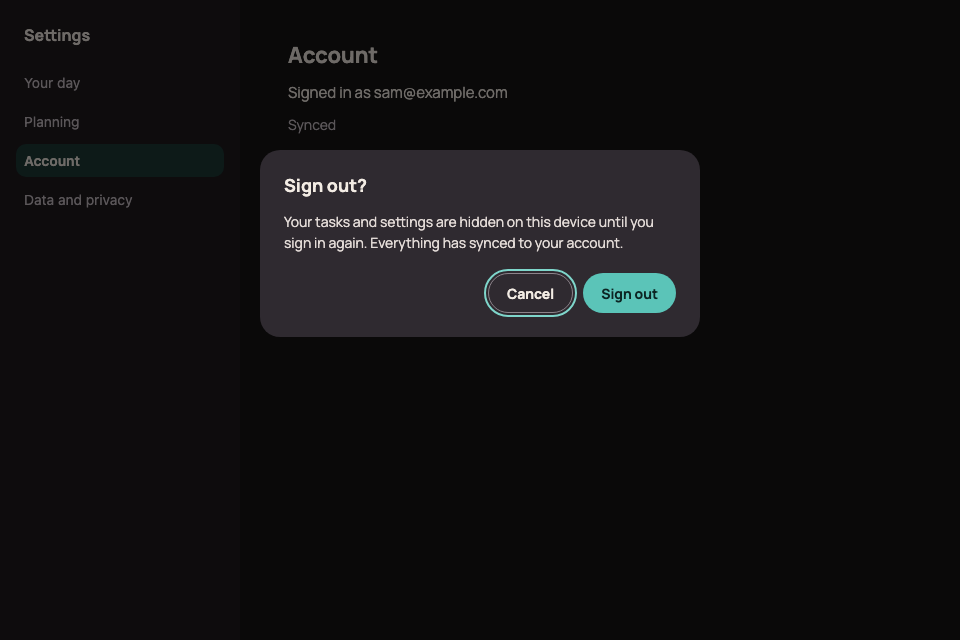 Settings
Your day
Planning
Account
Data and privacy
Account
Signed in as sam@example.com
Synced
Sign out?
Your tasks and settings are hidden on this device until you
sign in again. Everything has synced to your account.
Cancel
Sign out